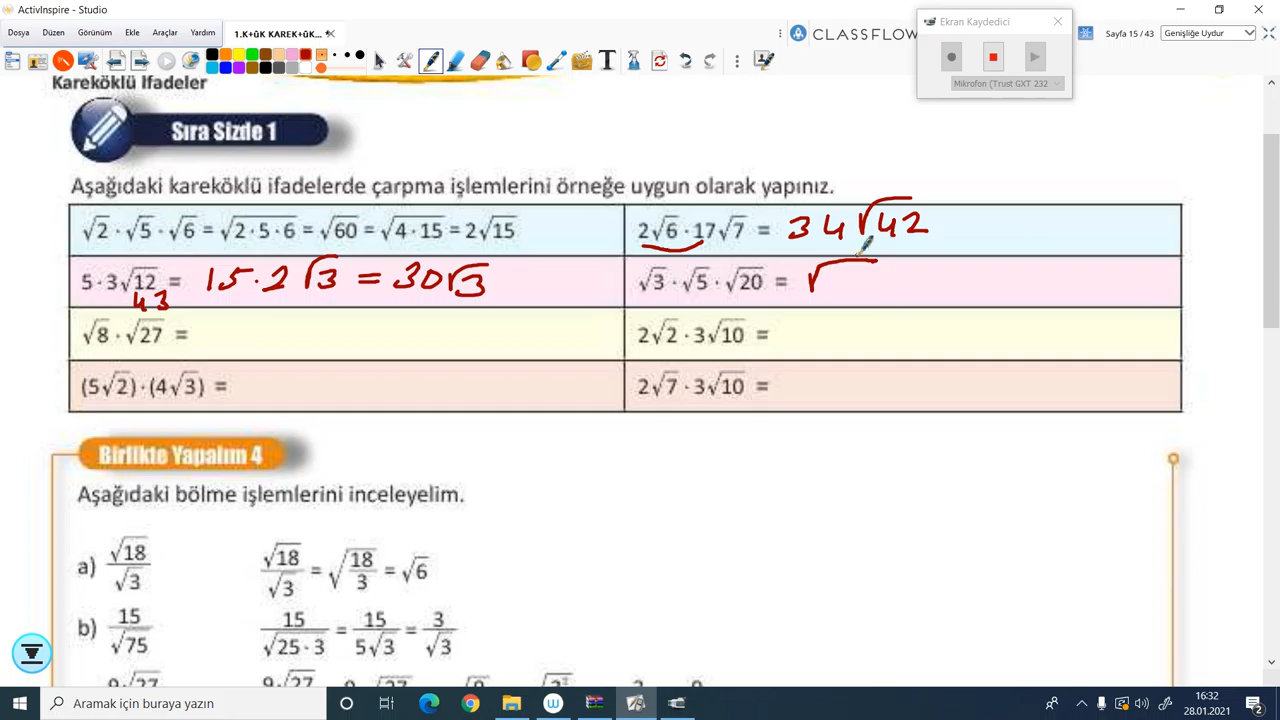 ActivInspire - Studio
Dosya Düzen Görünüm Ekle Araçlar Yardım
1.K+ûK KAREK+ûK
CLASSFLOW
Sayfa 15 / 43
Genişliğe Uydur
Ekran Kaydedici
Mikrofon (Trust GXT 232
Kareköklü İfadeler
Sıra Sizde 1
Aşağıdaki kareköklü ifadelerde çarpma işlemlerini örneğe uygun olarak yapınız.
√2 · √5 · √6 = √2 · 5 · 6 = √60 = √4 · 15 = 2√15
2√6 · 17√7 = 34√42
5 · 3√12 = 15 · 2√3 = 30√3
43
√3 · √5 · √20 = √
√8 · √27 =
2√2 · 3√10 =
(5√2) · (4√3) =
2√7 · 3√10 =
Birlikte Yapalım 4
Aşağıdaki bölme işlemlerini inceleyelim.
a) √18/√3 √18/√3 = √18/3 = √6
b) 15/√75 15/√25 · 3 = 15/5√3 = 3/√3
Aramak için buraya yazın
16:32
28.01.2021
2